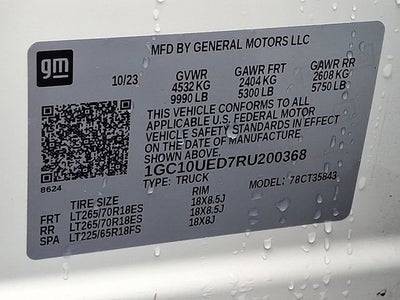 gm
MFD BY GENERAL MOTORS LLC
10/23 GVWR GAWR FRT GAWR RR
4532 KG 2404 KG 2608 KG
9990 LB 5300 LB 5750 LB
THIS VEHICLE CONFORMS TO ALL
APPLICABLE U.S. FEDERAL MOTOR
VEHICLE SAFETY STANDARDS IN EFFECT
ON THE DATE OF MANUFACTURE
SHOWN ABOVE.
1GC10UED7RU200368
8624 TYPE: TRUCK MODEL: 78CT35843
TIRE SIZE RIM
FRT LT265/70R18ES 18X8.5J
RR LT265/70R18ES 18X8.5J
SP LT225/65R18FS 18X8J